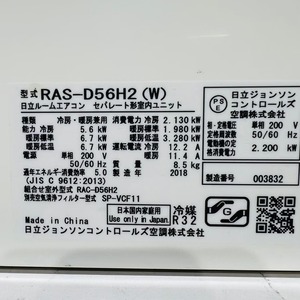 型式 RAS-D56H2 (W)
日立ルームエアコン セパレート形室内ユニット
種類 冷房・暖房兼用
能力 冷房 5.6 kW
暖房標準 6.7 kW
暖房低温 6.7 kW
電源 単相 200 V
50/60 Hz
通年エネルギー消費効率 5.0
(JIS C 9612:2013)
組合せ室外型式 RAC-D56H2
別売空気清浄フィルター型式 SP-VCF11
消費電力 冷房 2.130 kW
暖房標準 1.980 kW
暖房低温 3.280 kW
運転電流 冷房 12.2 A
暖房 11.4 A
質量 8.5 kg
2018
日本国内家庭用
Use only in Japan.
冷媒
R32
G
Made in China
日立ジョンソンコントロールズ空調株式会社
PSE
日立ジョンソン
コントロールズ
空調株式会社
定格電圧 単相 200 V
定格周波数 50/60 Hz
定格消費電力
2.200 kW
製造番号 003832